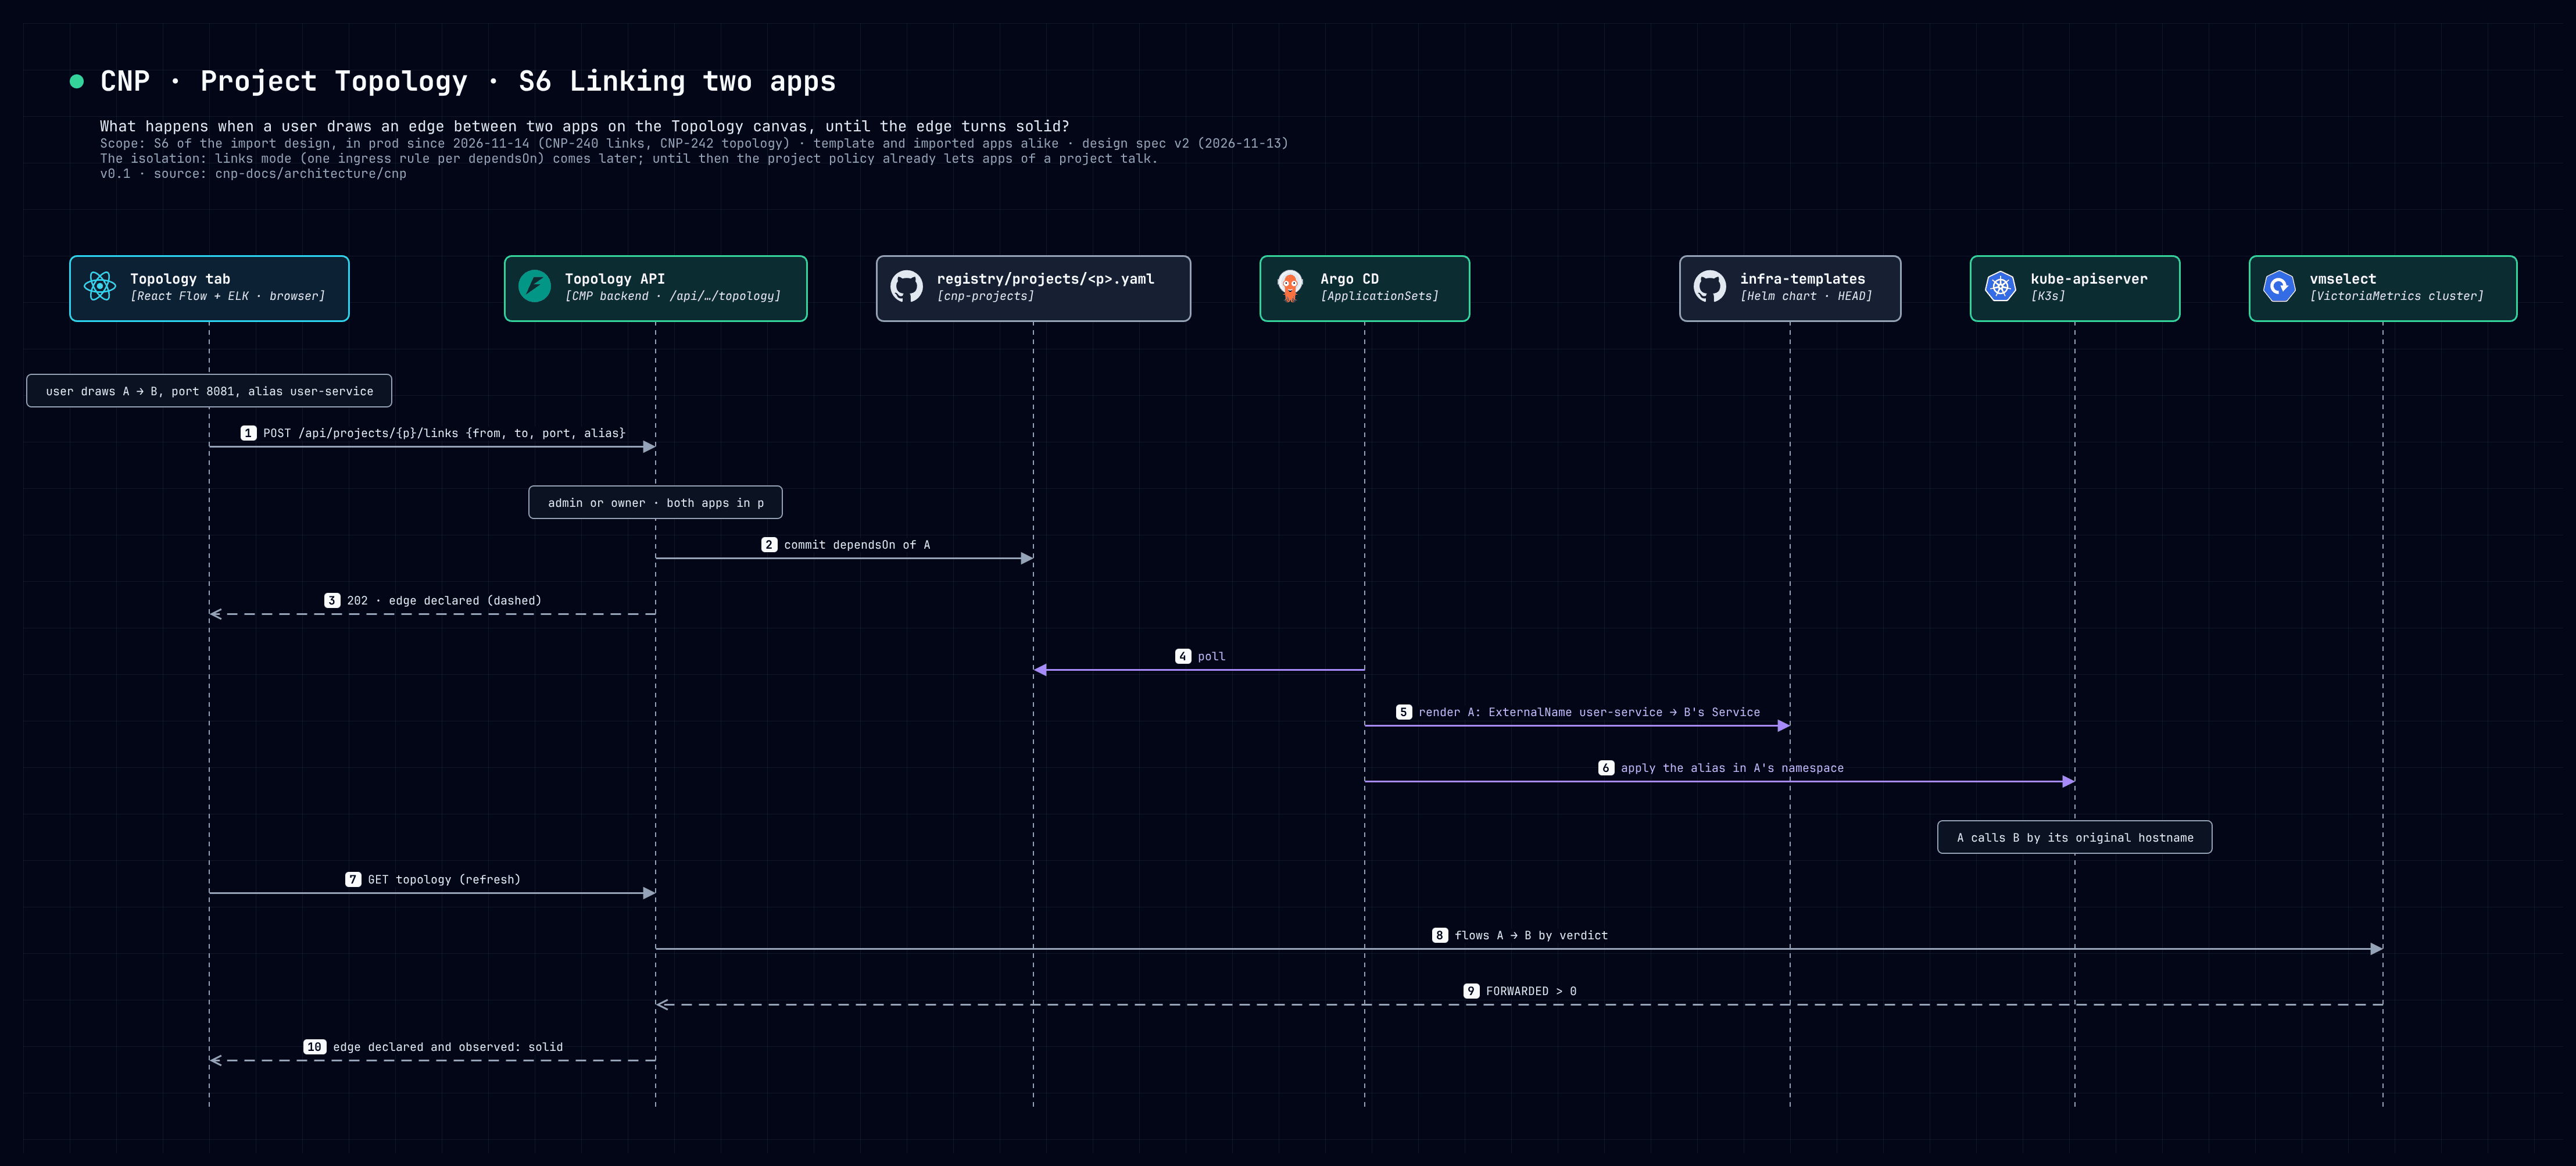 CNP · Project Topology · S6 Linking two apps
What happens when a user draws an edge between two apps on the Topology canvas, until the edge turns solid?
Scope: S6 of the import design, in prod since 2026-11-14 (CNP-240 links, CNP-242 topology) · template and imported apps alike · design spec v2 (2026-11-13)
The isolation: links mode (one ingress rule per dependsOn) comes later; until then the project policy already lets apps of a project talk.
v0.1 · source: cnp-docs/architecture/cnp
Topology tab
[React Flow + ELK · browser]
Topology API
[CMP backend · /api/…/topology]
registry/projects/<p>.yaml
[cnp-projects]
Argo CD
[ApplicationSets]
infra-templates
[Helm chart · HEAD]
kube-apiserver
[K3s]
vmselect
[VictoriaMetrics cluster]
user draws A → B, port 8081, alias user-service
1 POST /api/projects/{p}/links {from, to, port, alias}
admin or owner · both apps in p
2 commit dependsOn of A
3 202 · edge declared (dashed)
4 poll
5 render A: ExternalName user-service → B's Service
6 apply the alias in A's namespace
A calls B by its original hostname
7 GET topology (refresh)
8 flows A → B by verdict
9 FORWARDED > 0
10 edge declared and observed: solid